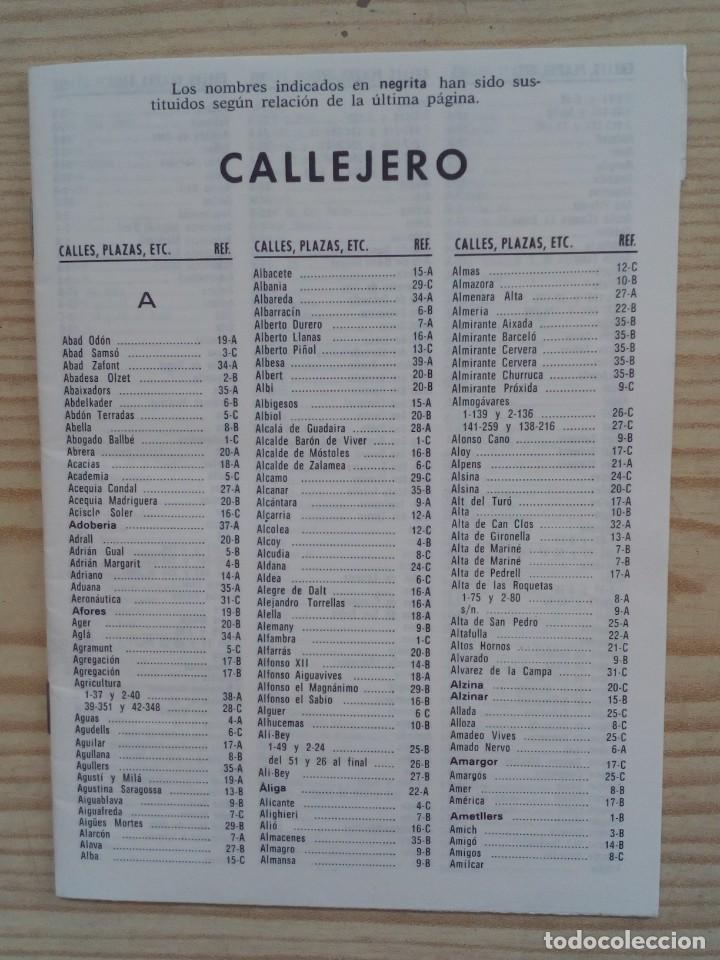 Los nombres indicados en negrita han sido sus-
tituidos según relación de la última página.
CALLEJERO
CALLES, PLAZAS, ETC. REF.
A
Abad Odón 19-A
Abad Samsó 3-C
Abad Zafont 34-A
Abadesa Olzet 2-B
Abaixadors 35-A
Abdelkader 6-B
Abdón Terradas 5-C
Abella 8-B
Abogado Ballbé 1-C
Abrera 20-A
Acacias 18-A
Academia 5-C
Acequia Condal 27-A
Acequia Madriguera 20-B
Acisclo Soler 16-C
Adoberia 37-A
Adrall 20-B
Adrián Gual 5-B
Adrián Margarit 4-B
Adriano 14-A
Aduana 35-A
Aeronáutica 31-C
Afores 19-B
Ager 20-B
Aglá 34-A
Agramunt 5-C
Agregación 17-B
Agregación 17-B
Agricultura
1-37 y 2-40 38-A
39-351 y 42-348 28-C
Aguas 4-A
Agudells 6-C
Aguilar 17-A
Agullana 8-B
Agullers 35-A
Agustí y Milá 19-A
Agustina Saragossa 13-B
Aiguablava 9-B
Aiguafreda 7-C
Aigües Mortes 29-B
Alarcón 7-A
Alava 27-B
Alba 15-C
CALLES, PLAZAS, ETC. REF.
Albacete 15-A
Albania 29-C
Albareda 34-A
Albarracín 6-B
Alberto Durero 7-A
Alberto Llanas 16-A
Alberto Piñol 13-C
Albesa 39-A
Albert 20-B
Albi 20-B
Albigesos 15-A
Albiol 20-B
Alcalá de Guadaira 28-A
Alcalde Barón de Viver 1-C
Alcalde de Móstoles 16-B
Alcalde de Zalamea 6-C
Alcamo 29-C
Alcanar 35-B
Alcántara 9-A
Alçarria 12-A
Alcolea 12-C
Alcoy 4-B
Alcudia 8-C
Aldana 24-C
Aldea 6-C
Alegre de Dalt 16-A
Alejandro Torrellas 16-A
Alella 18-A
Alemany 9-B
Alfambra 1-C
Alfarrás 20-B
Alfonso XII 14-B
Alfonso Aiguavives 18-A
Alfonso el Magnánimo 29-B
Alfonso el Sabio 16-B
Alguer 6 C
Alhucemas 10-B
Alí-Bey
1-49 y 2-24 25-B
del 51 y 26 al final 26-B
Alí-Bey 27-B
Áliga 22-A
Alicante 4-C
Alighieri 7-B
Alió 16-C
Almacenes 35-B
Almagro 9-B
Almansa 9-B
CALLES, PLAZAS, ETC. REF.
Almas 12-C
Almazora 10-B
Almenara Alta 27-A
Almería 22-B
Almirante Aixada 35-B
Almirante Barceló 35-B
Almirante Cervera 35-B
Almirante Cervera 35-B
Almirante Churruca 35-B
Almirante Próxida 9-C
Almogávares
1-139 y 2-136 26-C
141-259 y 138-216 27-C
Alonso Cano 9-B
Aloy 17-C
Alpens 21-A
Alsina 24-C
Alsina 20-C
Alt del Turó 17-A
Alta 10-B
Alta de Can Clos 32-A
Alta de Gironella 13-A
Alta de Mariné 7-B
Alta de Mariné 7-B
Alta de Pedrell 17-A
Alta de las Roquetas
1-75 y 2-80 8-A
s/n. 9-A
Alta de San Pedro 25-A
Altafulla 22-A
Altos Hornos 21-C
Alvarado 9-B
Alvarez de la Campa 31-C
Alzina 20-C
Alzinar 15-B
Allada 25-C
Alloza 8-C
Amadeo Vives 25-C
Amado Nervo 6-A
Amargor 17-C
Amargós 25-C
Amer 8-B
América 17-B
Ametllers 1-B
Amich 3-B
Amigó 14-B
Amigos 8-C
Amílcar
todocoleccion